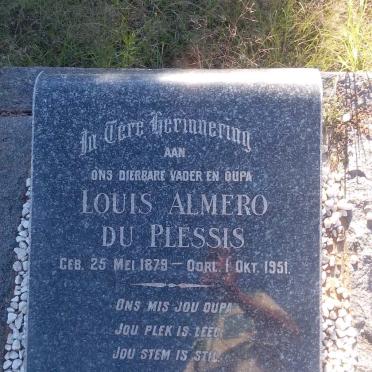 In Tere Herinnering
AAN
ONS DIERBARE VADER EN OUPA
LOUIS ALMERO
DU PLESSIS
GEB. 25 MEI 1879 — OORL. 1 OKT. 1951.
ONS MIS JOU OUPA
JOU PLEK IS LEEG
JOU STEM IS STIL